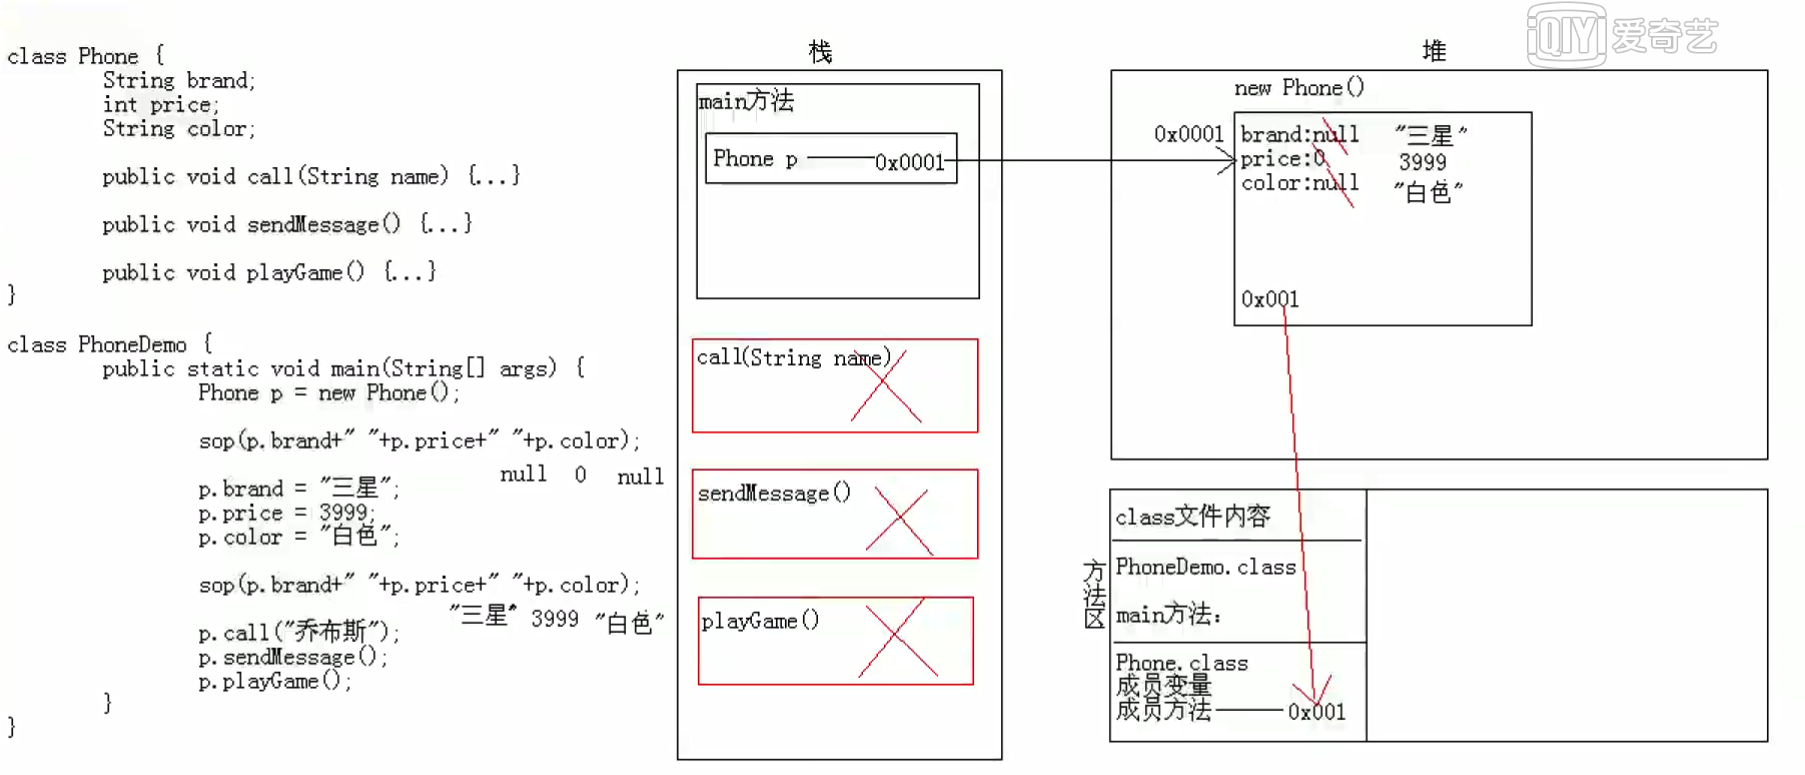 class Phone {
String brand;
int price;
String color;
public void call(String name) {...}
public void sendMessage() {...}
public void playGame() {...}
}
class PhoneDemo {
public static void main(String[] args) {
Phone p = new Phone();
sop(p.brand+" "+p.price+" "+p.color);
null 0 null
p.brand = "三星";
p.price = 3999;
p.color = "白色";
sop(p.brand+" "+p.price+" "+p.color);
"三星" 3999 "白色"
p.call("乔布斯");
p.sendMessage();
p.playGame();
}
}
栈
main方法
Phone p 0x0001
call(String name)
sendMessage()
playGame()
堆
new Phone()
0x0001
brand:null "三星"
price:0 3999
color:null "白色"
0x001
方法区
class文件内容
PhoneDemo.class
main方法:
Phone.class
成员变量
成员方法 0x001
iQIYI 爱奇艺